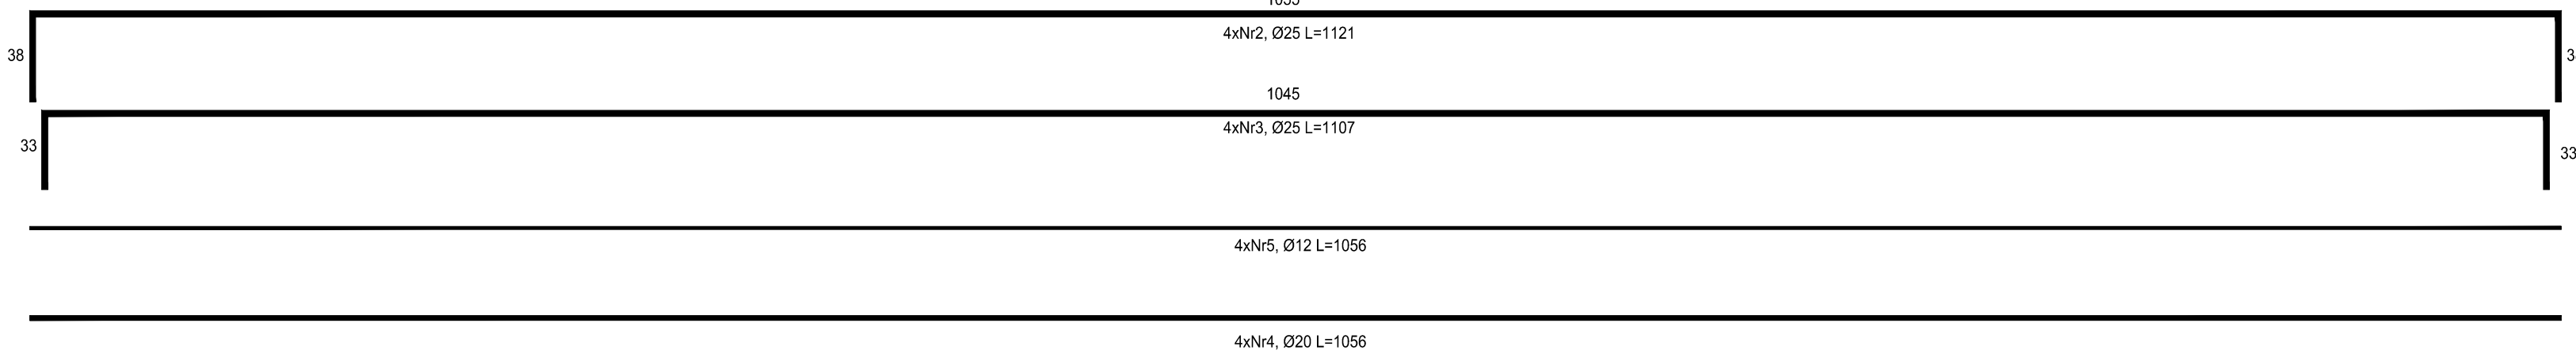 4xNr2, Ø25 L=1121
38
1045
4xNr3, Ø25 L=1107
33
33
4xNr5, Ø12 L=1056
4xNr4, Ø20 L=1056